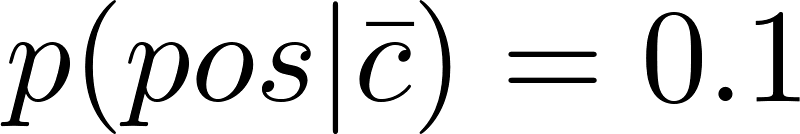 p(pos|c̅) = 0.1